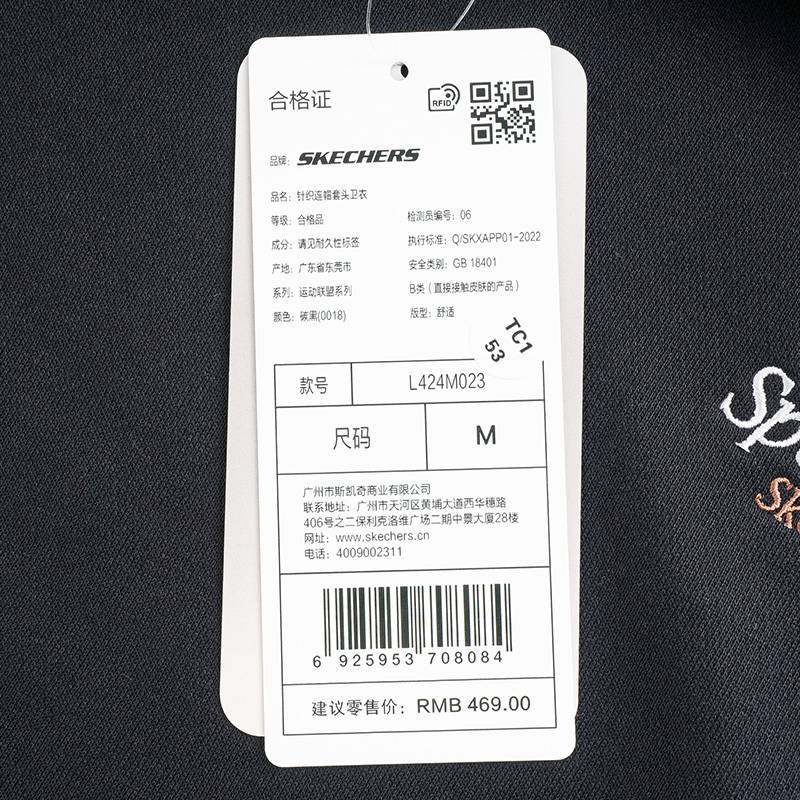 合格证
RFID
品牌: SKECHERS
品名: 针织连帽套头卫衣
等级: 合格品
检测员编号: 06
成分: 请见耐久性标签
执行标准: Q/SKXAPP01-2022
产地: 广东省东莞市
安全类别: GB 18401
系列: 运动联盟系列
B类（直接接触皮肤的产品）
颜色: 碳黑(0018)
版型: 舒适
TC1
53
款号 L424M023
尺码 M
广州市斯凯奇商业有限公司
联系地址: 广州市天河区黄埔大道西华穗路
406号之二保利克洛维广场二期中景大厦28楼
网址: www.skechers.cn
电话: 4009002311
6 925953 708084
建议零售价: RMB 469.00